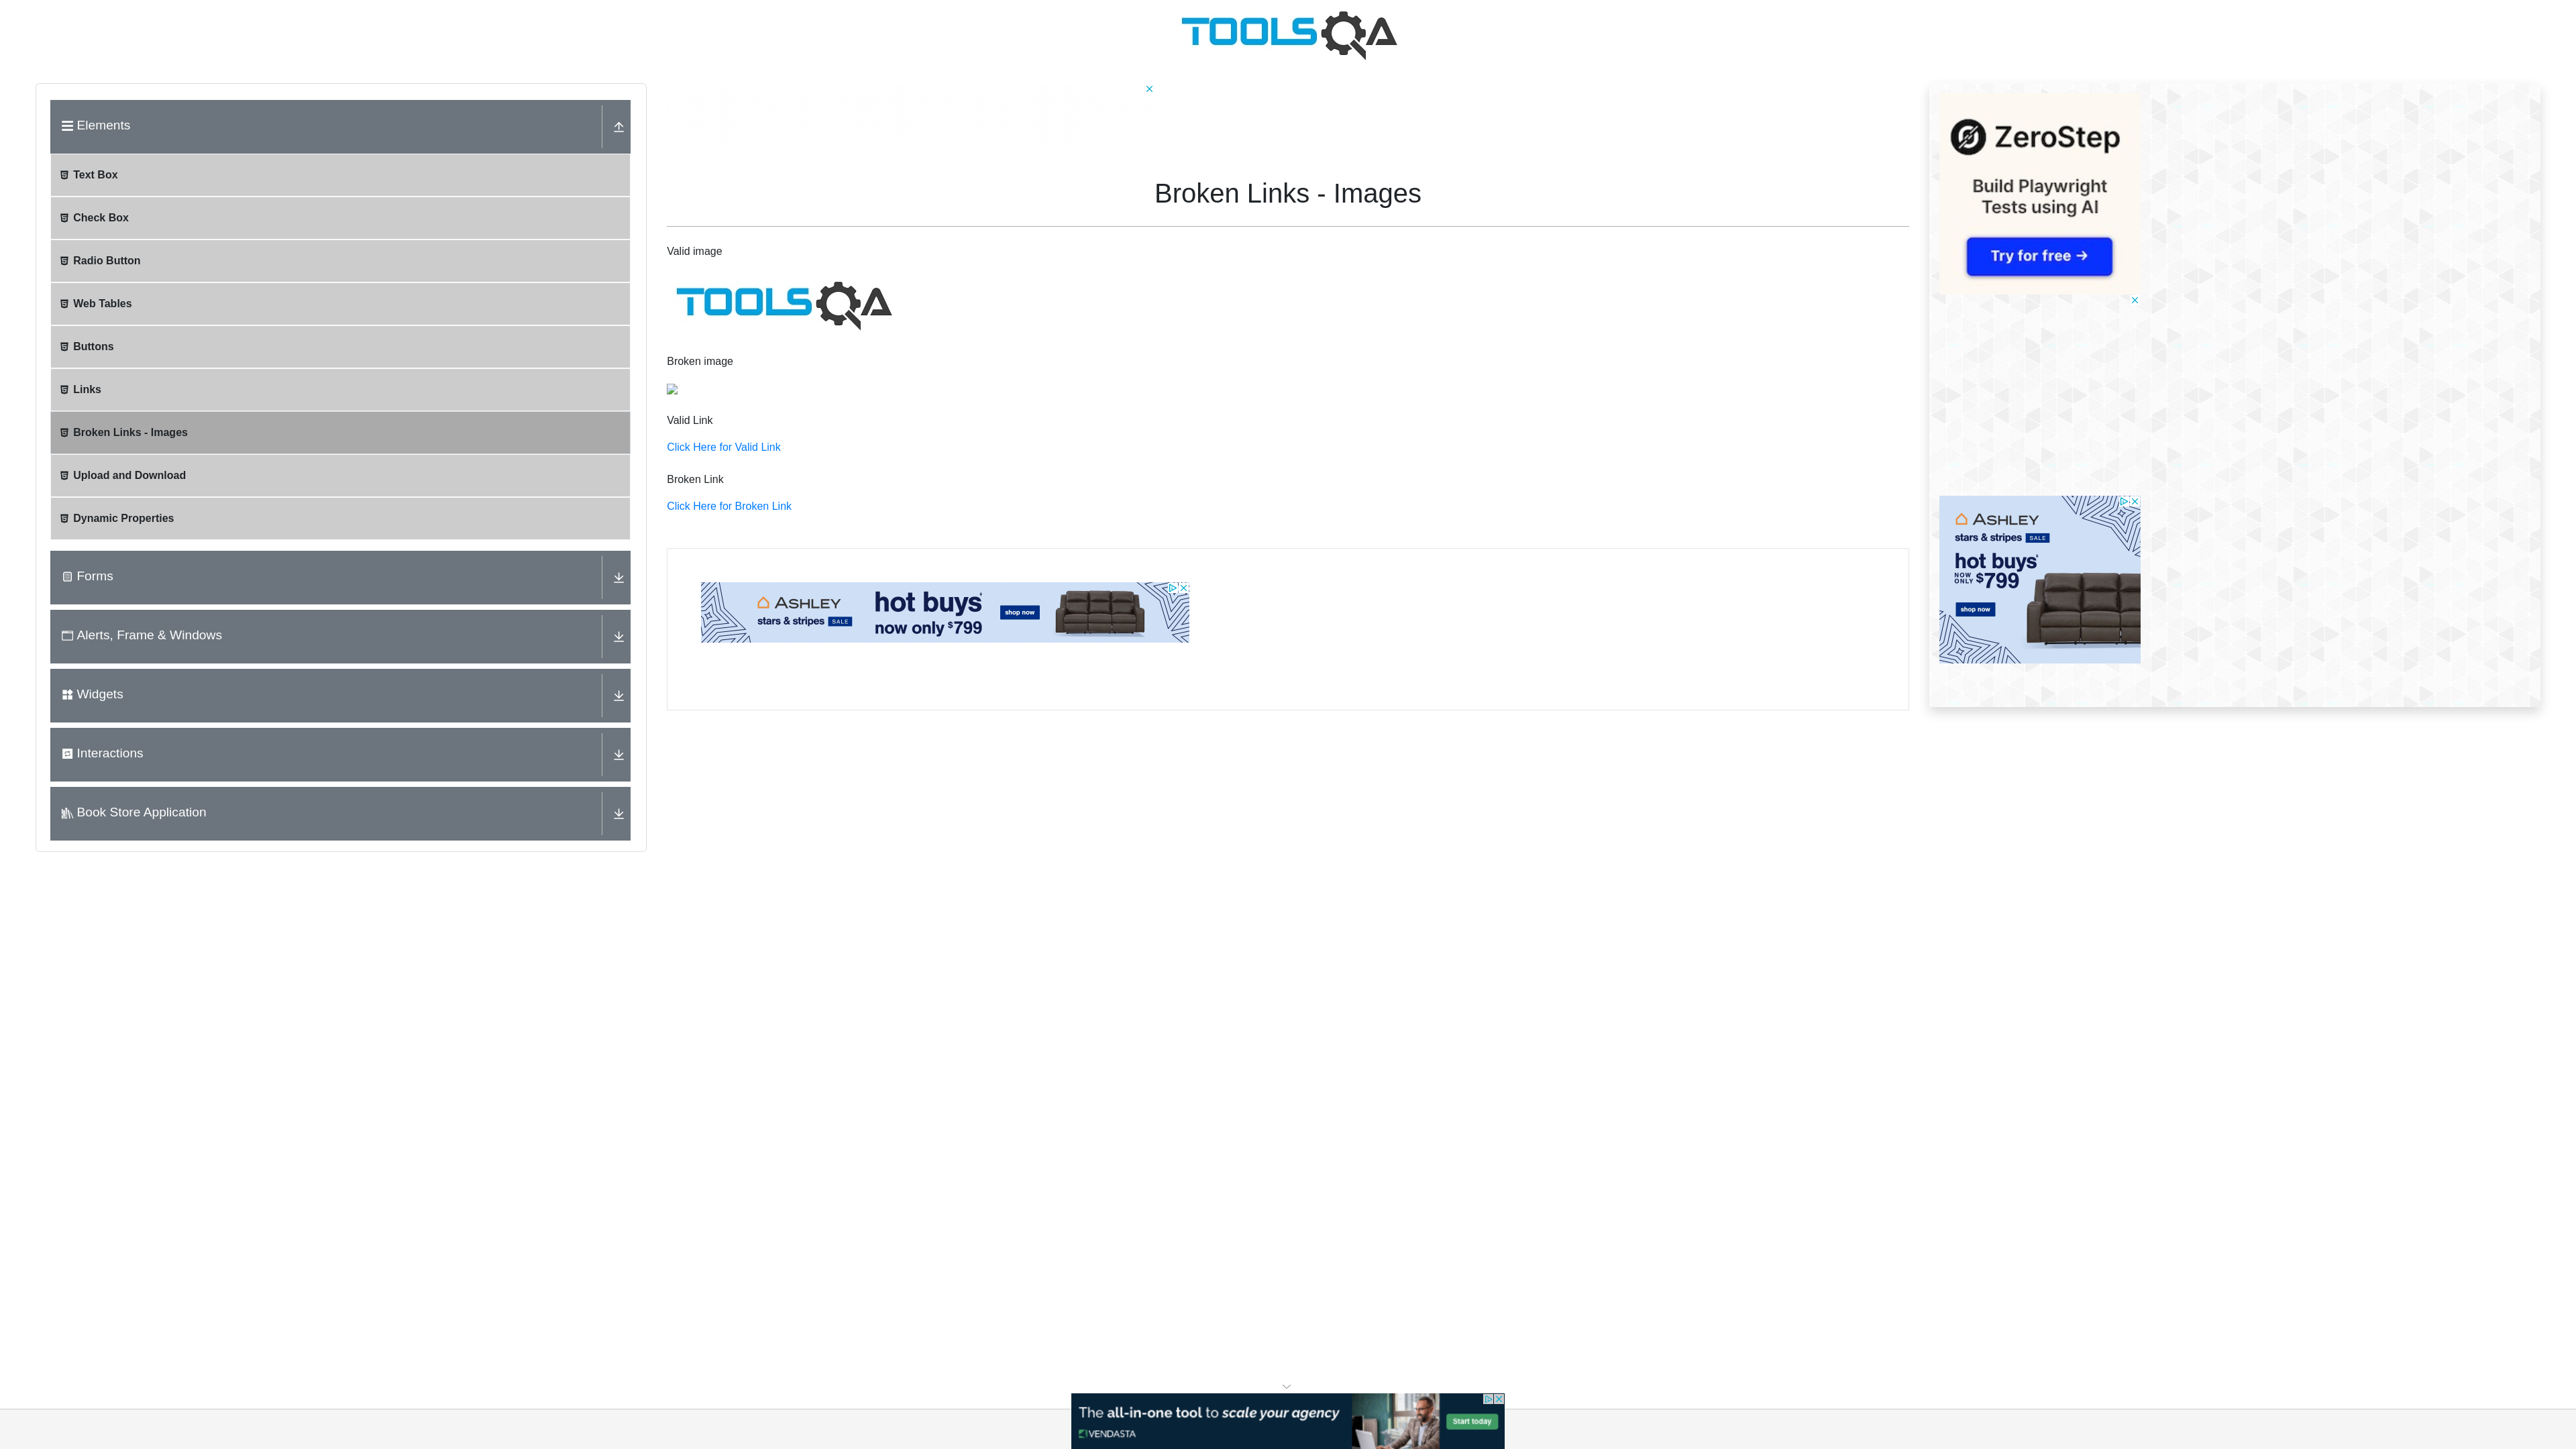 TOOLSQA
Elements
Text Box
Check Box
Radio Button
Web Tables
Buttons
Links
Broken Links - Images
Upload and Download
Dynamic Properties
Forms
Alerts, Frame & Windows
Widgets
Interactions
Book Store Application
Broken Links - Images
Valid image
TOOLSQA
Broken image
Valid Link
Click Here for Valid Link
Broken Link
Click Here for Broken Link
ASHLEY
stars & stripes SALE
hot buys*
now only $799
shop now
ZeroStep
Build Playwright
Tests using AI
Try for free →
ASHLEY
stars & stripes SALE
hot buys*
NOW ONLY $799
shop now
The all-in-one tool to scale your agency
VENDASTA
Start today